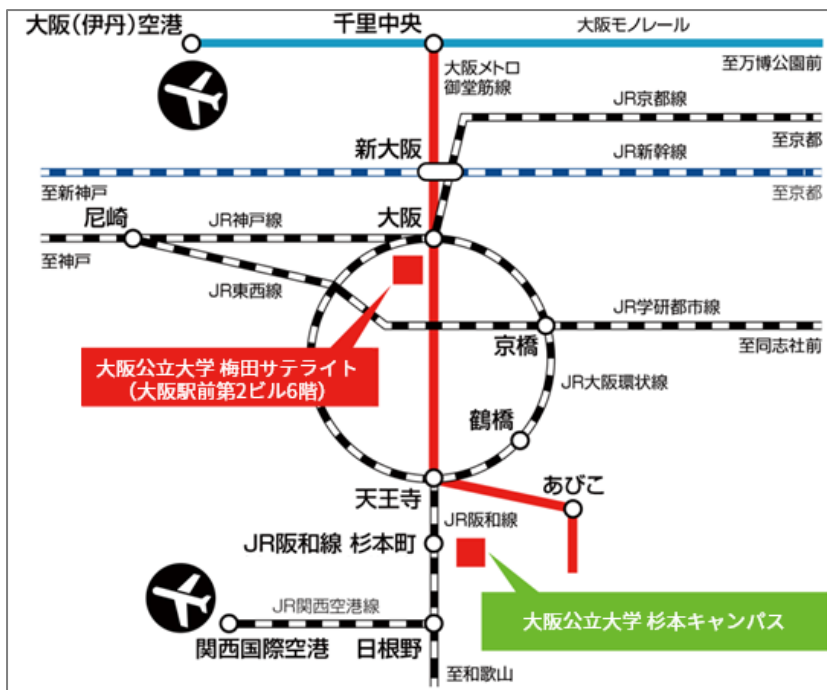 大阪(伊丹)空港
千里中央
大阪モノレール
至万博公園前
大阪メトロ
御堂筋線
JR京都線
至京都
新大阪
JR新幹線
至新神戸
至京都
尼崎
JR神戸線
大阪
至神戸
JR東西線
JR学研都市線
京橋
至同志社前
大阪公立大学 梅田サテライト
(大阪駅前第2ビル6階)
JR大阪環状線
鶴橋
天王寺
あびこ
JR阪和線
JR阪和線 杉本町
大阪公立大学 杉本キャンパス
JR関西空港線
関西国際空港
日根野
至和歌山